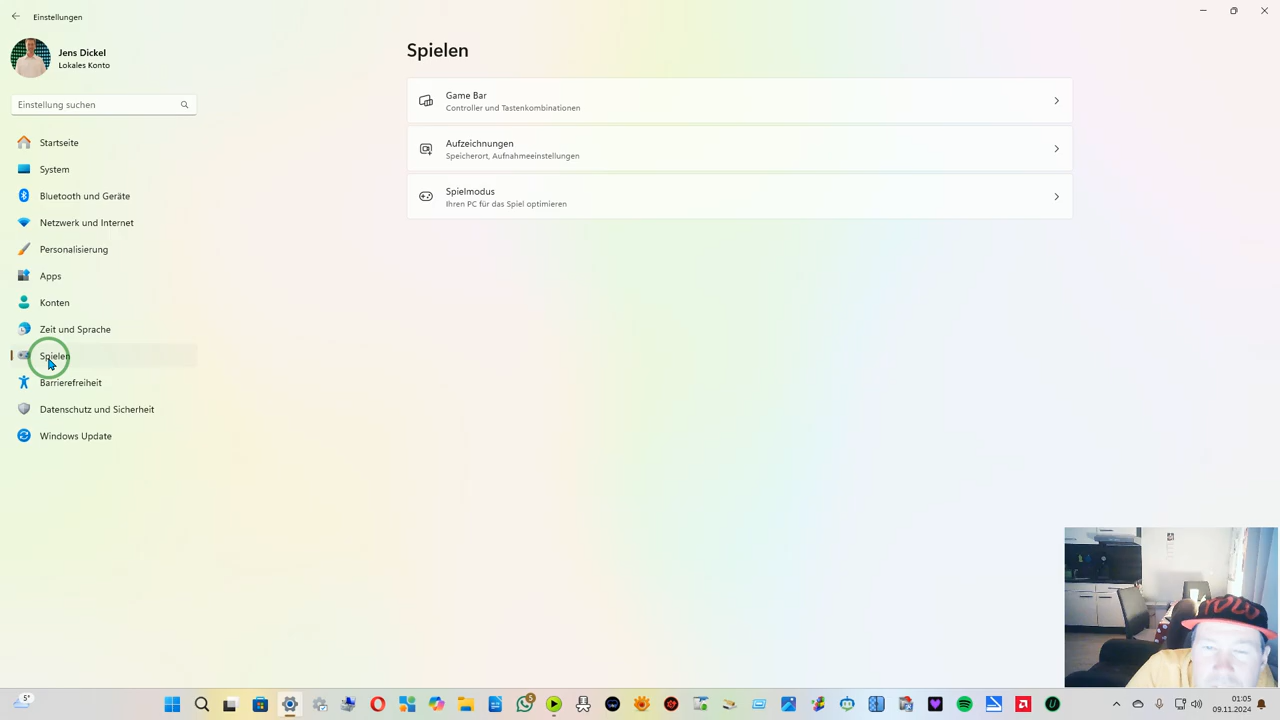 Einstellungen
Jens Dickel
Lokales Konto
Einstellung suchen
Startseite
System
Bluetooth und Geräte
Netzwerk und Internet
Personalisierung
Apps
Konten
Zeit und Sprache
Spielen
Barrierefreiheit
Datenschutz und Sicherheit
Windows Update
Spielen
Game Bar
Controller und Tastenkombinationen
Aufzeichnungen
Speicherort, Aufnahmeeinstellungen
Spielmodus
Ihren PC für das Spiel optimieren
5°
5
01:05
09.11.2024